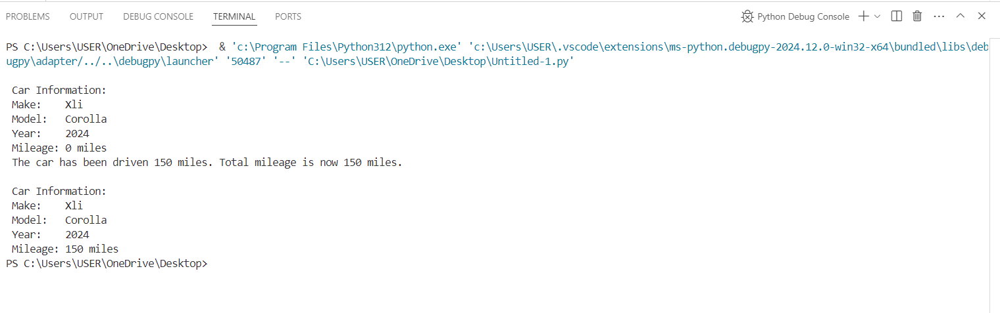 PROBLEMS OUTPUT DEBUG CONSOLE TERMINAL PORTS Python Debug Console
PS C:\Users\USER\OneDrive\Desktop>  & 'c:\Program Files\Python312\python.exe' 'c:\Users\USER\.vscode\extensions\ms-python.debugpy-2024.12.0-win32-x64\bundled\libs\deb
ugpy\adapter/../..\debugpy\launcher' '50487' '--' 'C:\Users\USER\OneDrive\Desktop\Untitled-1.py'
Car Information:
Make:    Xli
Model:   Corolla
Year:    2024
Mileage: 0 miles
The car has been driven 150 miles. Total mileage is now 150 miles.
Car Information:
Make:    Xli
Model:   Corolla
Year:    2024
Mileage: 150 miles
PS C:\Users\USER\OneDrive\Desktop>